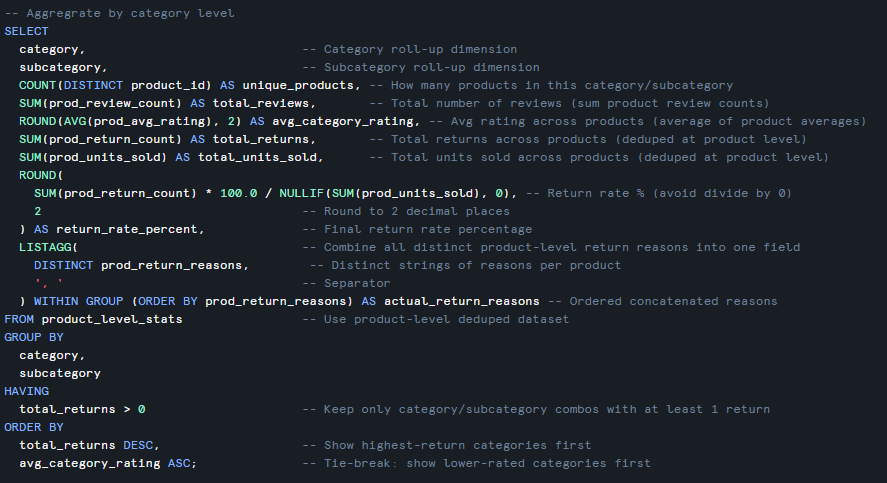 -- Aggregrate by category level
SELECT
  category,                             -- Category roll-up dimension
  subcategory,                          -- Subcategory roll-up dimension
  COUNT(DISTINCT product_id) AS unique_products, -- How many products in this category/subcategory
  SUM(prod_review_count) AS total_reviews,       -- Total number of reviews (sum product review counts)
  ROUND(AVG(prod_avg_rating), 2) AS avg_category_rating, -- Avg rating across products (average of product averages)
  SUM(prod_return_count) AS total_returns,       -- Total returns across products (deduped at product level)
  SUM(prod_units_sold) AS total_units_sold,      -- Total units sold across products (deduped at product level)
  ROUND(
    SUM(prod_return_count) * 100.0 / NULLIF(SUM(prod_units_sold), 0), -- Return rate % (avoid divide by 0)
    2                                   -- Round to 2 decimal places
  ) AS return_rate_percent,             -- Final return rate percentage
  LISTAGG(                              -- Combine all distinct product-level return reasons into one field
    DISTINCT prod_return_reasons,        -- Distinct strings of reasons per product
    ', '                                -- Separator
  ) WITHIN GROUP (ORDER BY prod_return_reasons) AS actual_return_reasons -- Ordered concatenated reasons
FROM product_level_stats                -- Use product-level deduped dataset
GROUP BY
  category,
  subcategory
HAVING
  total_returns > 0                     -- Keep only category/subcategory combos with at least 1 return
ORDER BY
  total_returns DESC,                   -- Show highest-return categories first
  avg_category_rating ASC;              -- Tie-break: show lower-rated categories first